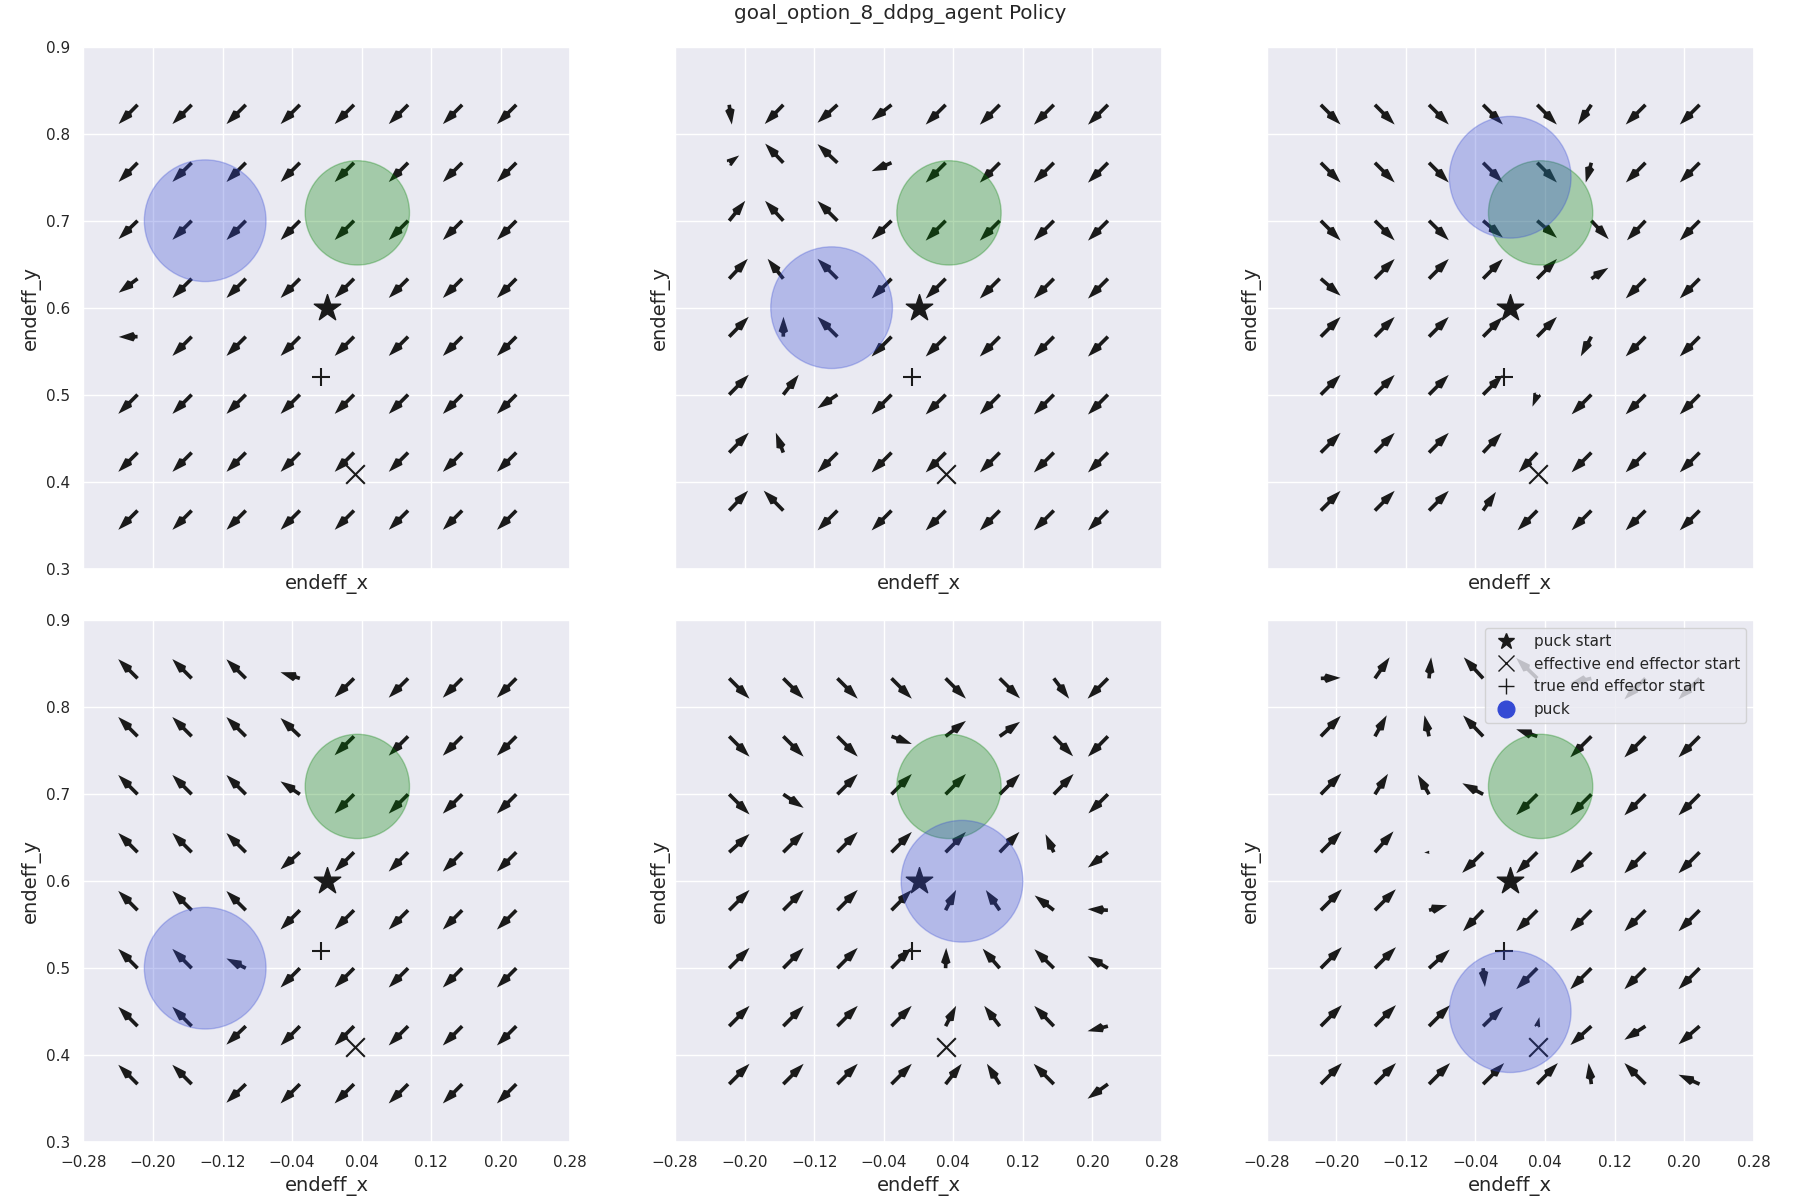 goal_option_8_ddpg_agent Policy
0.9
0.8
0.7
0.6
0.5
0.4
0.3
endeff_y
endeff_x
endeff_y
endeff_x
endeff_y
endeff_x
0.9
0.8
0.7
0.6
0.5
0.4
0.3
endeff_y
−0.28 −0.20 −0.12 −0.04 0.04 0.12 0.20 0.28
endeff_x
endeff_y
−0.28 −0.20 −0.12 −0.04 0.04 0.12 0.20 0.28
endeff_x
endeff_y
puck start
effective end effector start
true end effector start
puck
−0.28 −0.20 −0.12 −0.04 0.04 0.12 0.20 0.28
endeff_x